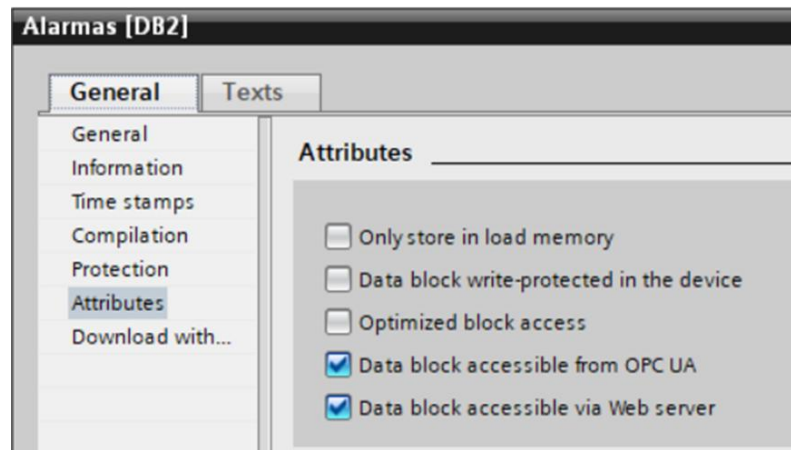 Alarmas [DB2]
General
Texts
General
Information
Time stamps
Compilation
Protection
Attributes
Download with...
Attributes
Only store in load memory
Data block write-protected in the device
Optimized block access
Data block accessible from OPC UA
Data block accessible via Web server